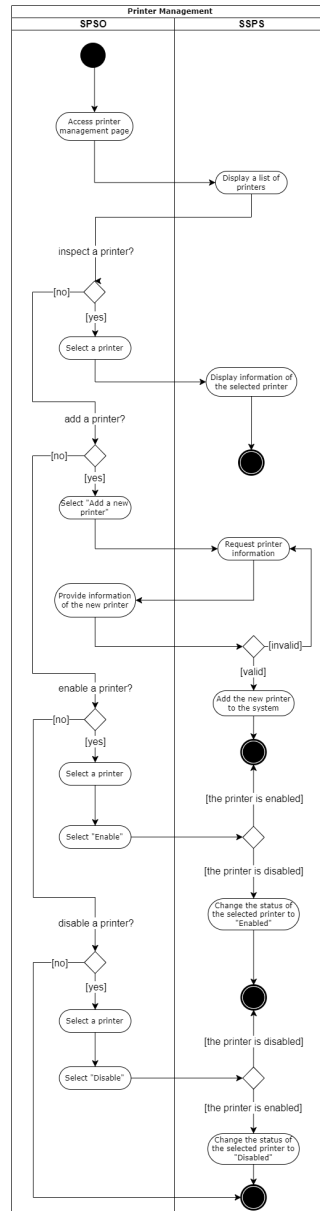 Printer Management
SPSO
SSPS
Access printer
management page
Display a list of
printers
inspect a printer?
[no]
[yes]
Select a printer
Display information of
the selected printer
add a printer?
[no]
[yes]
Select "Add a new
printer"
Request printer
information
Provide information
of the new printer
[invalid]
[valid]
Add the new printer
to the system
enable a printer?
[no]
[yes]
Select a printer
[the printer is enabled]
Select "Enable"
[the printer is disabled]
Change the status of
the selected printer to
"Enabled"
disable a printer?
[no]
[yes]
Select a printer
[the printer is disabled]
Select "Disable"
[the printer is enabled]
Change the status of
the selected printer to
"Disabled"